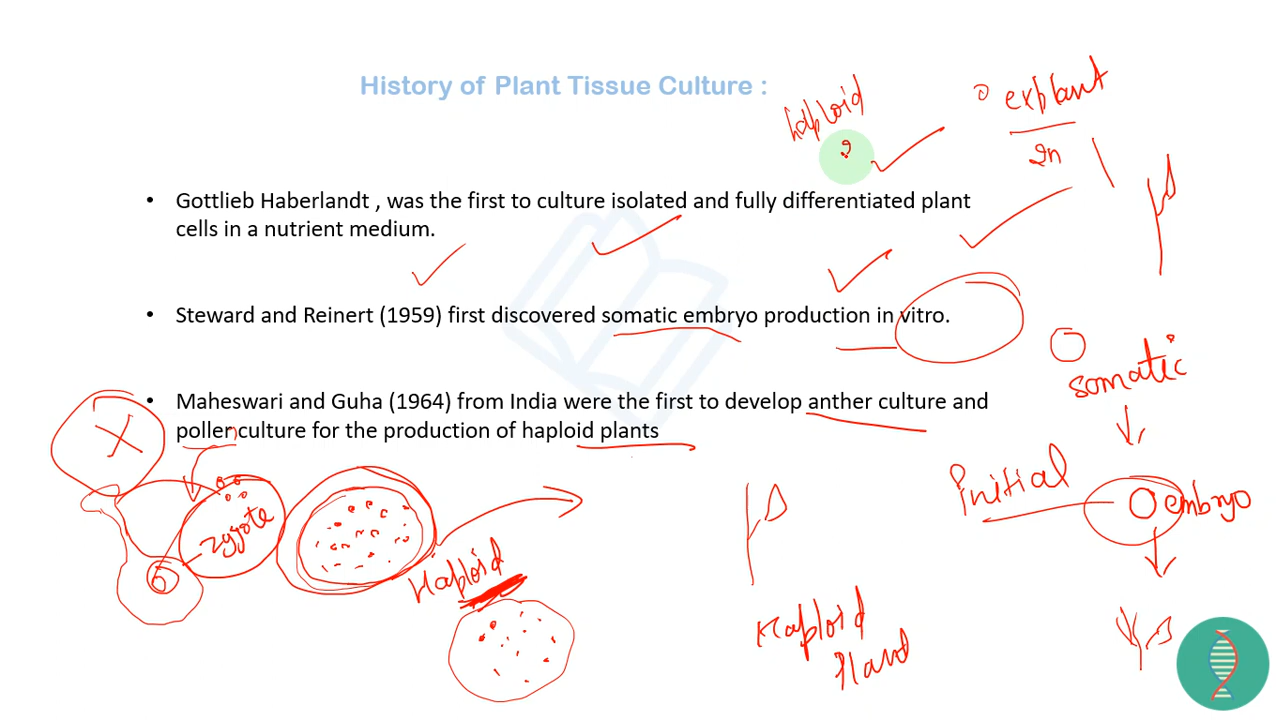 History of Plant Tissue Culture :
haploid
explant
2n
• Gottlieb Haberlandt , was the first to culture isolated and fully differentiated plant
cells in a nutrient medium.
• Steward and Reinert (1959) first discovered somatic embryo production in vitro.
somatic
• Maheswari and Guha (1964) from India were the first to develop anther culture and
pollen culture for the production of haploid plants
initial
embryo
zygote
Haploid
Haploid
Plant